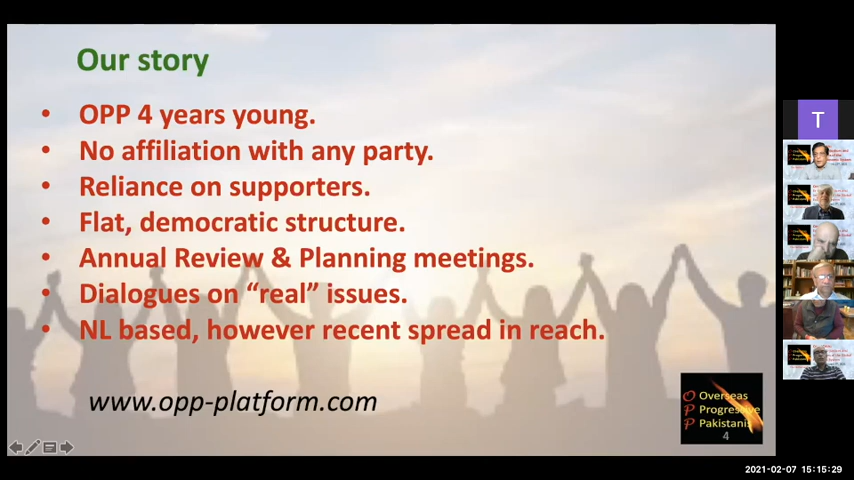 Our story
• OPP 4 years young.
• No affiliation with any party.
• Reliance on supporters.
• Flat, democratic structure.
• Annual Review & Planning meetings.
• Dialogues on “real” issues.
• NL based, however recent spread in reach.
www.opp-platform.com
O Overseas
P Progressive
P Pakistanis
4
T
2021-02-07 15:15:29